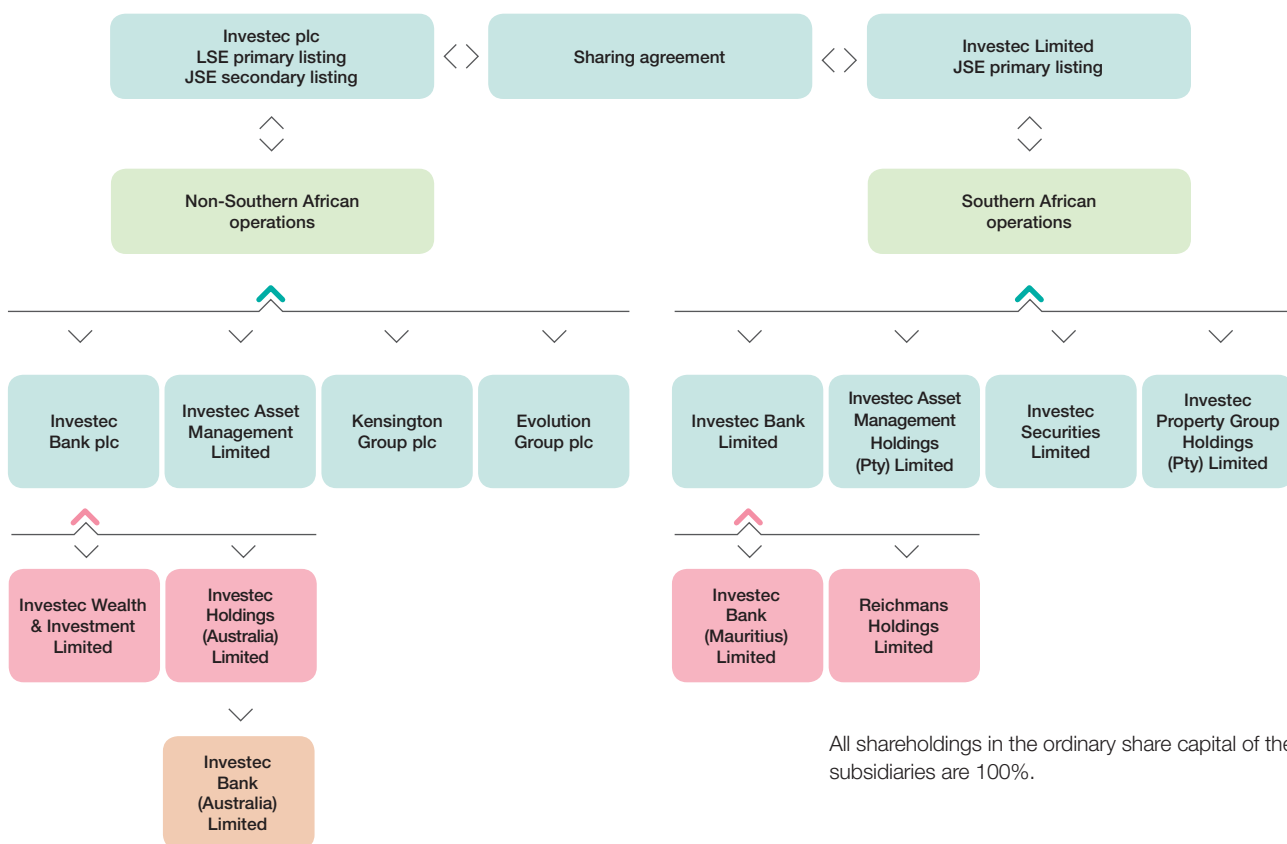 Investec plc
LSE primary listing
JSE secondary listing
Sharing agreement
Investec Limited
JSE primary listing
Non-Southern African
operations
Southern African
operations
Investec
Bank plc
Investec Asset
Management
Limited
Kensington
Group plc
Evolution
Group plc
Investec Bank
Limited
Investec Asset
Management
Holdings
(Pty) Limited
Investec
Securities
Limited
Investec
Property Group
Holdings
(Pty) Limited
Investec Wealth
& Investment
Limited
Investec
Holdings
(Australia)
Limited
Investec
Bank
(Mauritius)
Limited
Reichmans
Holdings
Limited
Investec
Bank
(Australia)
Limited
All shareholdings in the ordinary share capital of the
subsidiaries are 100%.